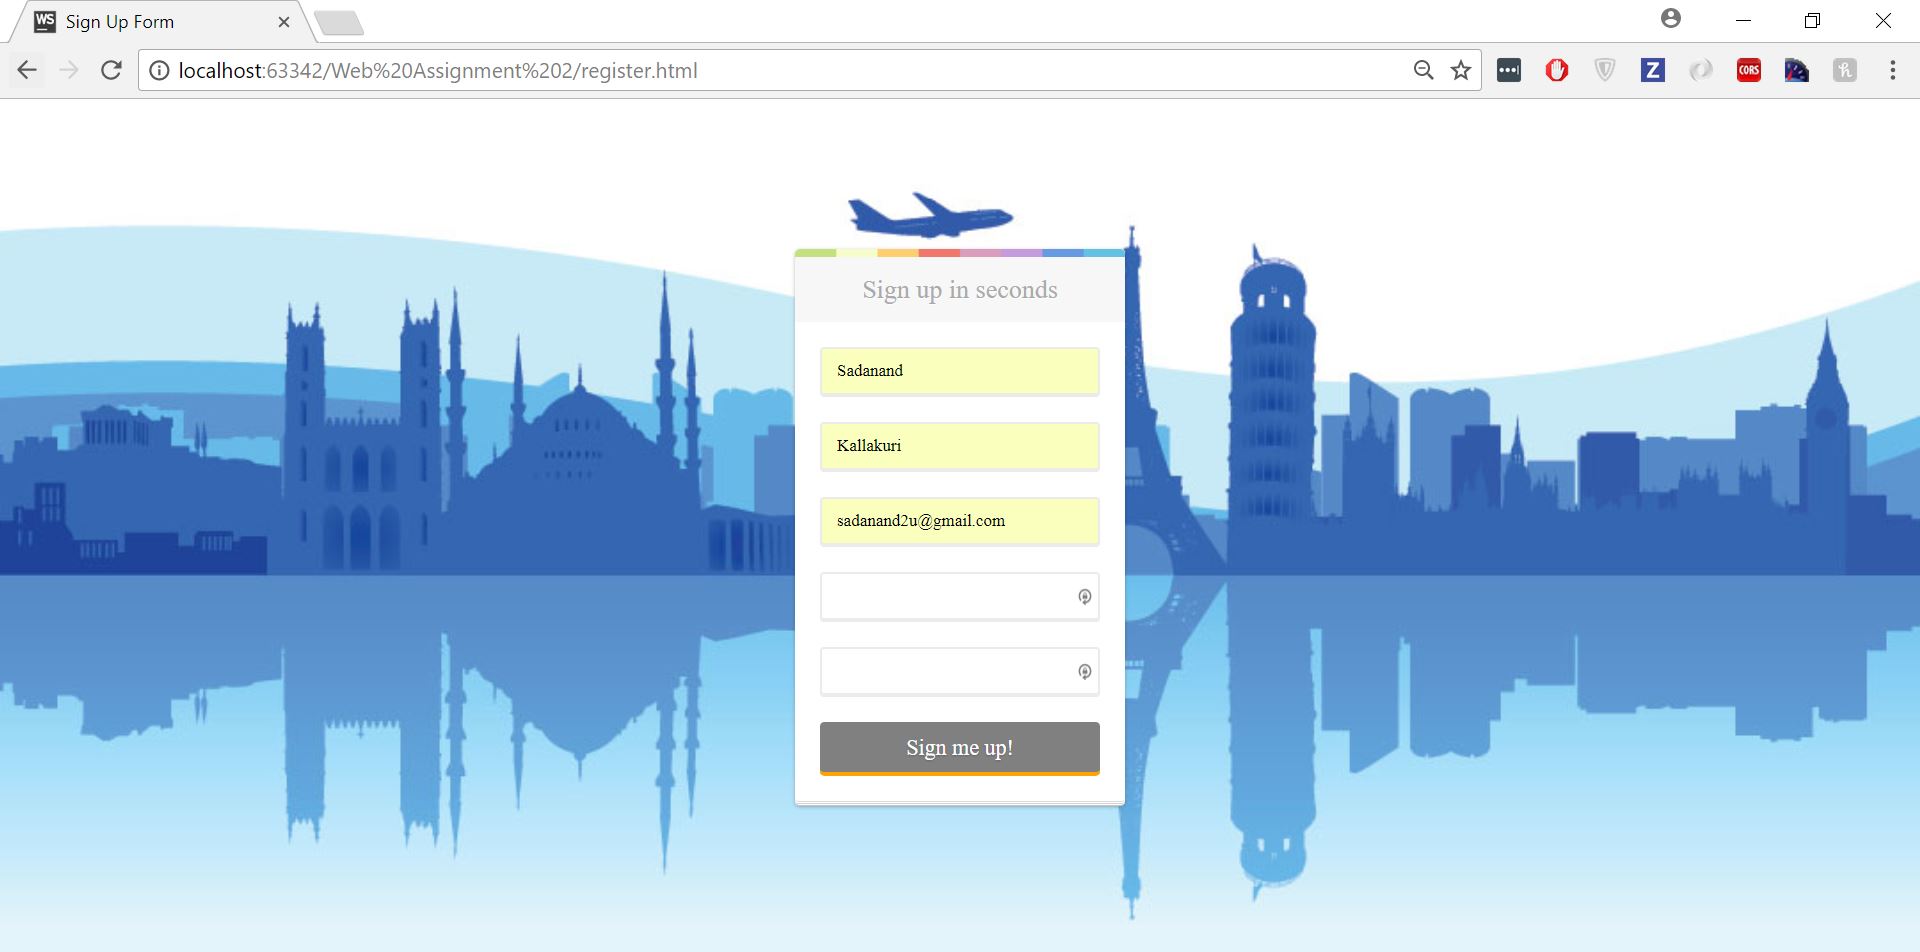 WS
Sign Up Form
localhost:63342/Web%20Assignment%202/register.html
Z
CORS
h
Sign up in seconds
Sadanand
Kallakuri
sadanand2u@gmail.com
Sign me up!